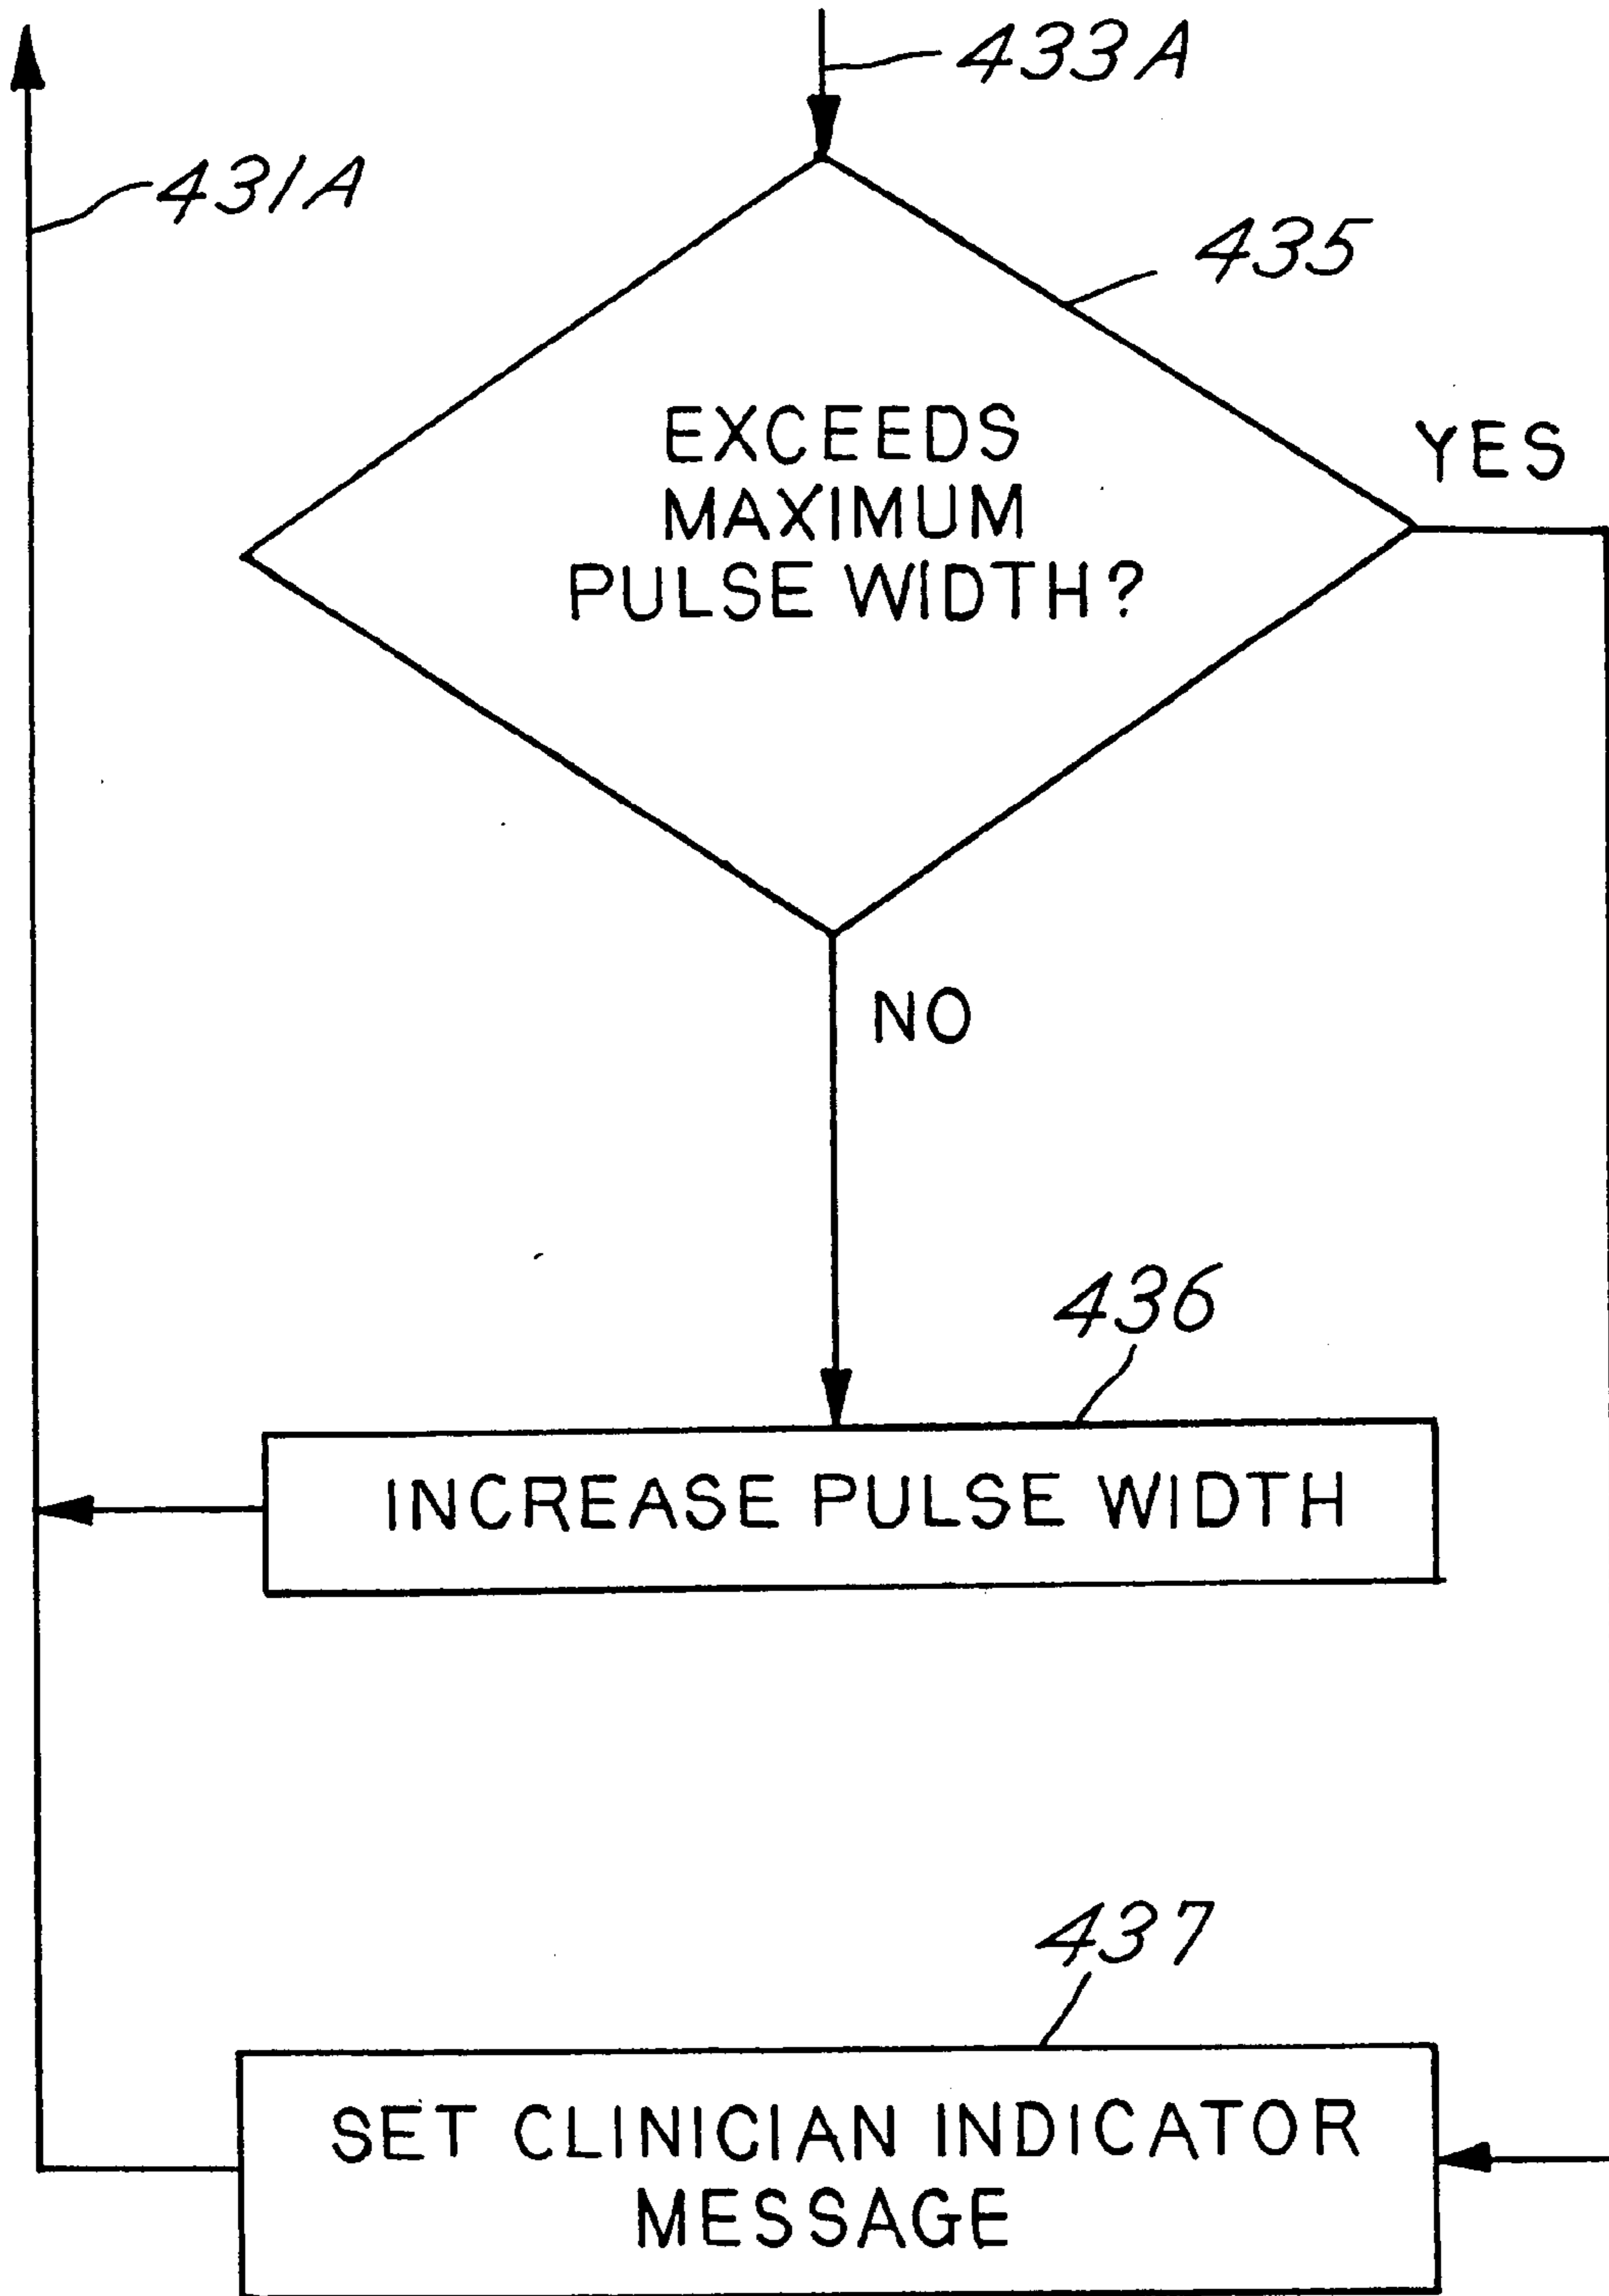 433A
431A
435
EXCEEDS
MAXIMUM
PULSE WIDTH?
YES
NO
436
INCREASE PULSE WIDTH
437
SET CLINICIAN INDICATOR
MESSAGE